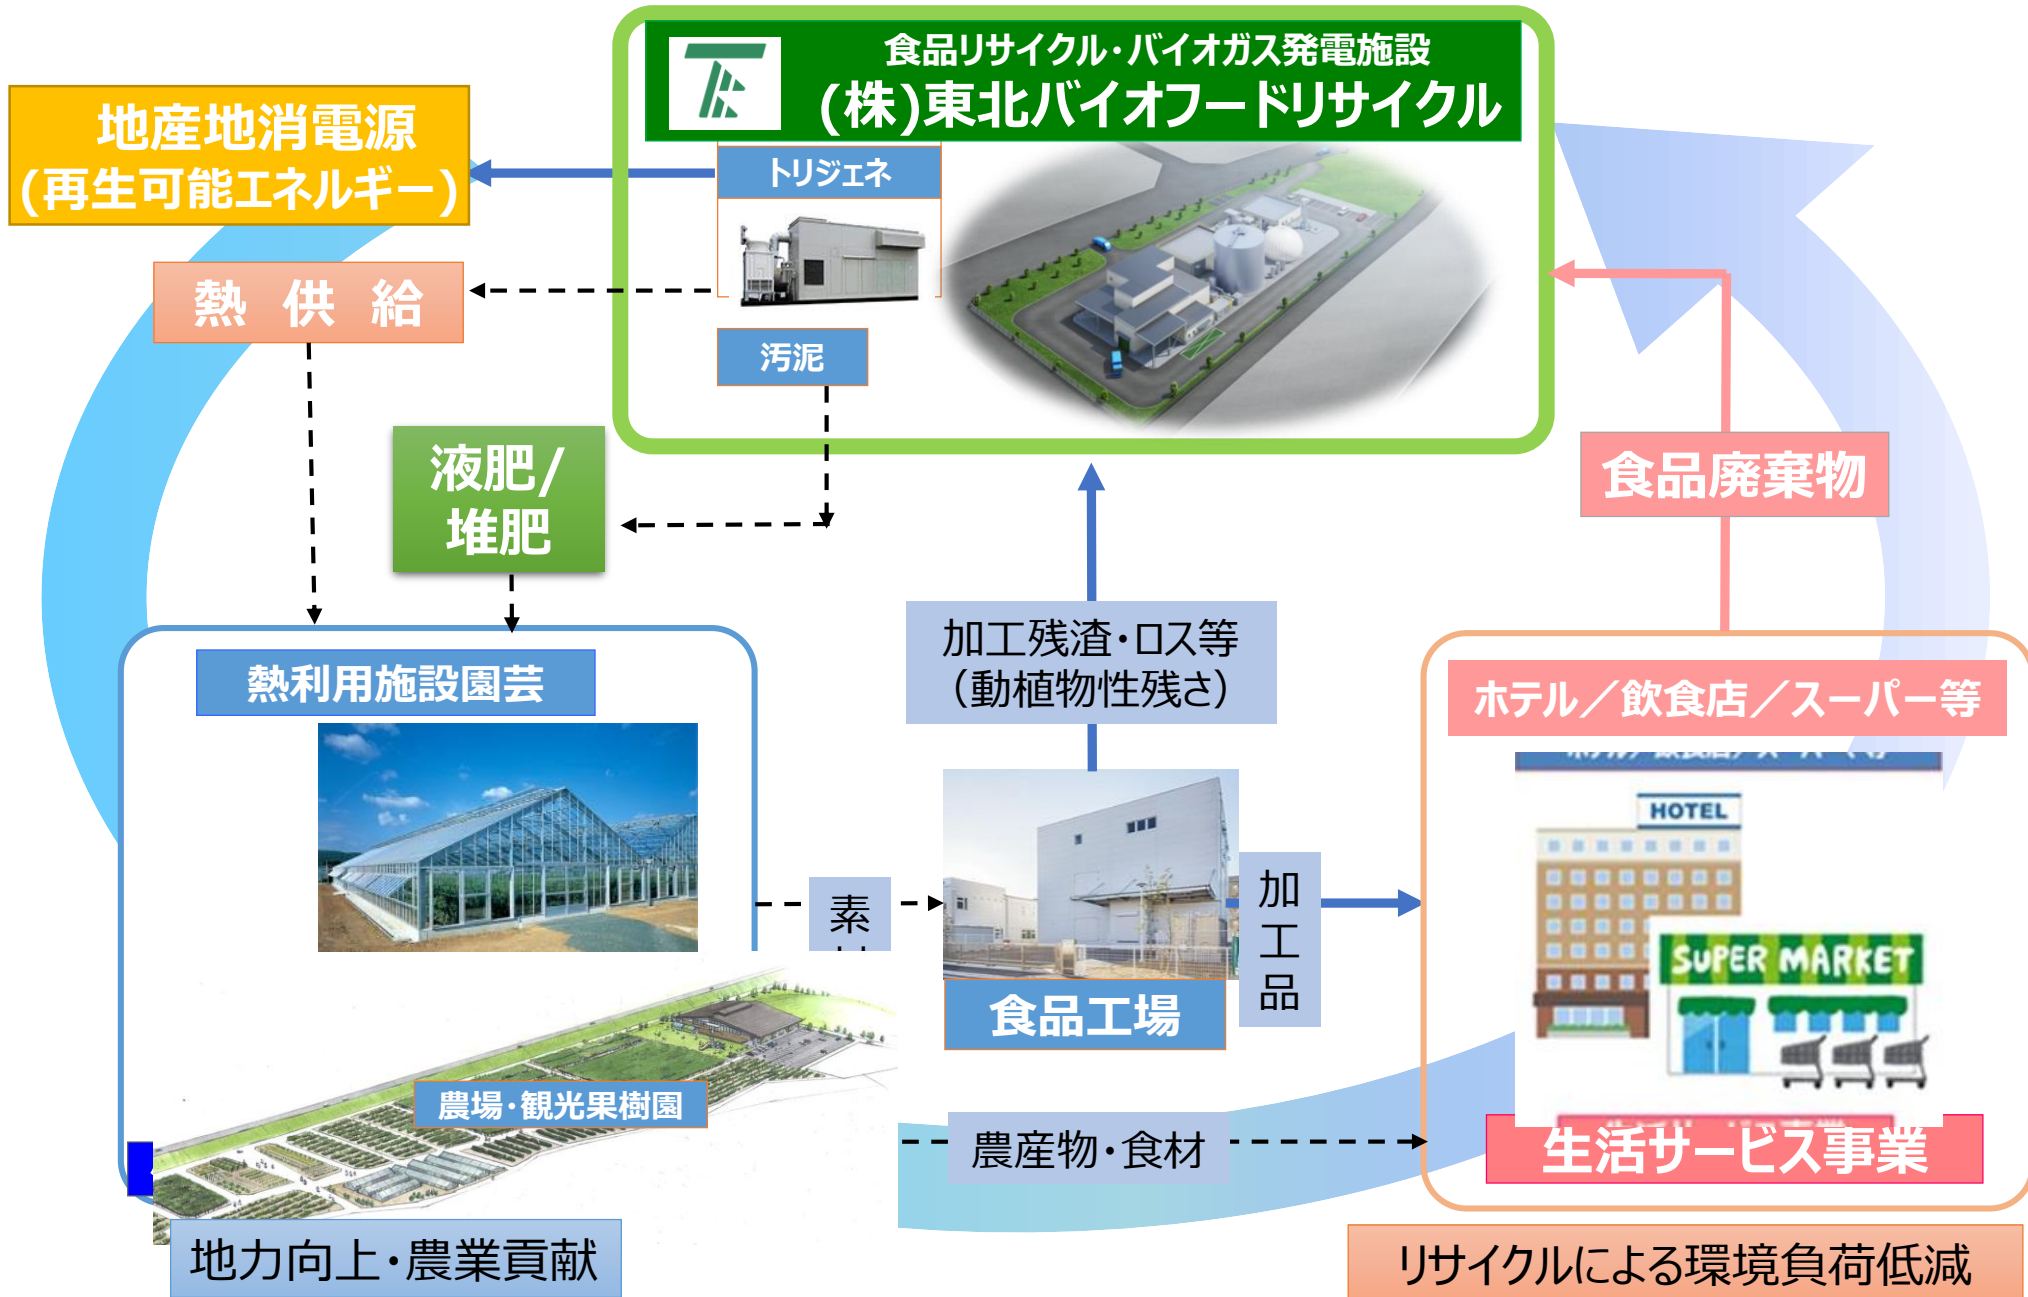 食品リサイクル・バイオガス発電施設
(株)東北バイオフードリサイクル
地産地消電源
(再生可能エネルギー)
トリジェネ
熱 供 給
汚泥
液肥/
堆肥
食品廃棄物
加工残渣・ロス等
（動植物性残さ）
熱利用施設園芸
ホテル／飲食店／スーパー等
HOTEL
SUPER MARKET
素
加
工
品
食品工場
農場・観光果樹園
農産物・食材
生活サービス事業
地力向上・農業貢献
リサイクルによる環境負荷低減